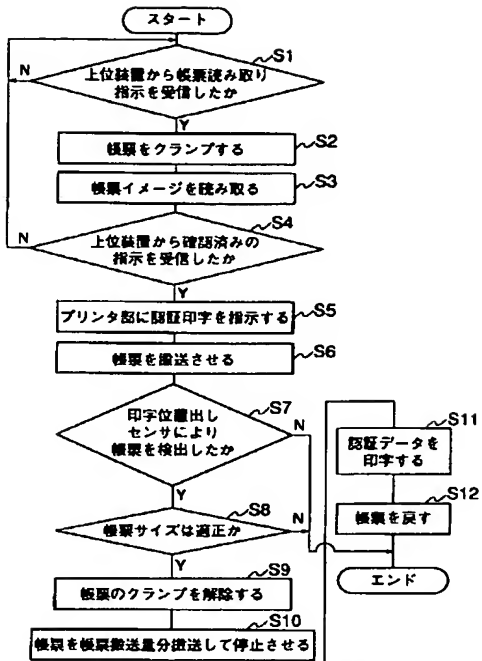 スタート
S1
N
上位装置から帳票読み取り
指示を受信したか
Y
帳票をクランプする
S2
帳票イメージを読み取る
S3
S4
N
上位装置から確認済みの
指示を受信したか
Y
プリンタ部に認証印字を指示する
S5
帳票を搬送させる
S6
S7
印字位置出し
センサにより
帳票を検出したか
N
Y
S8
帳票サイズは適正か
N
Y
S9
帳票のクランプを解除する
S10
帳票を帳票搬送量分搬送して停止させる
S11
認証データを
印字する
S12
帳票を戻す
エンド